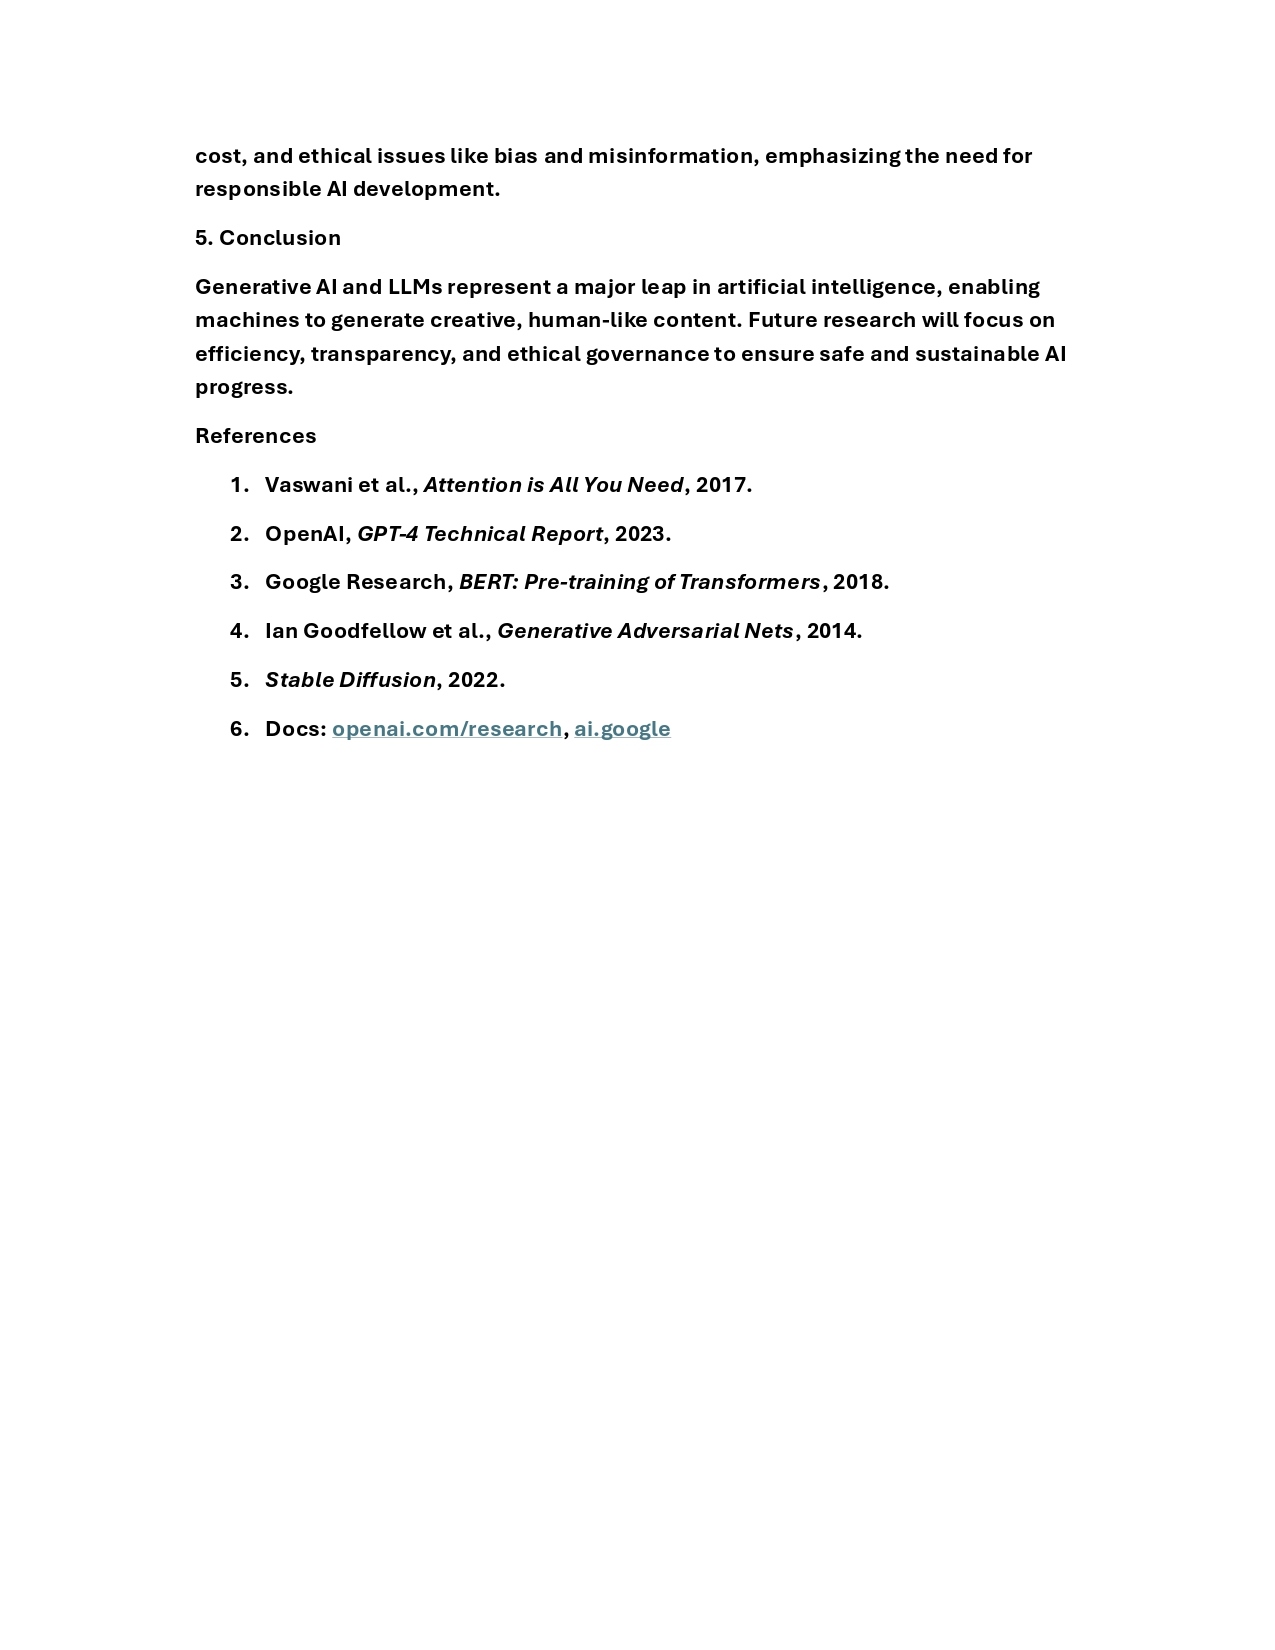 cost, and ethical issues like bias and misinformation, emphasizing the need for
responsible AI development.
5. Conclusion
Generative AI and LLMs represent a major leap in artificial intelligence, enabling
machines to generate creative, human-like content. Future research will focus on
efficiency, transparency, and ethical governance to ensure safe and sustainable AI
progress.
References
1. Vaswani et al., Attention is All You Need, 2017.
2. OpenAI, GPT-4 Technical Report, 2023.
3. Google Research, BERT: Pre-training of Transformers, 2018.
4. Ian Goodfellow et al., Generative Adversarial Nets, 2014.
5. Stable Diffusion, 2022.
6. Docs: openai.com/research, ai.google